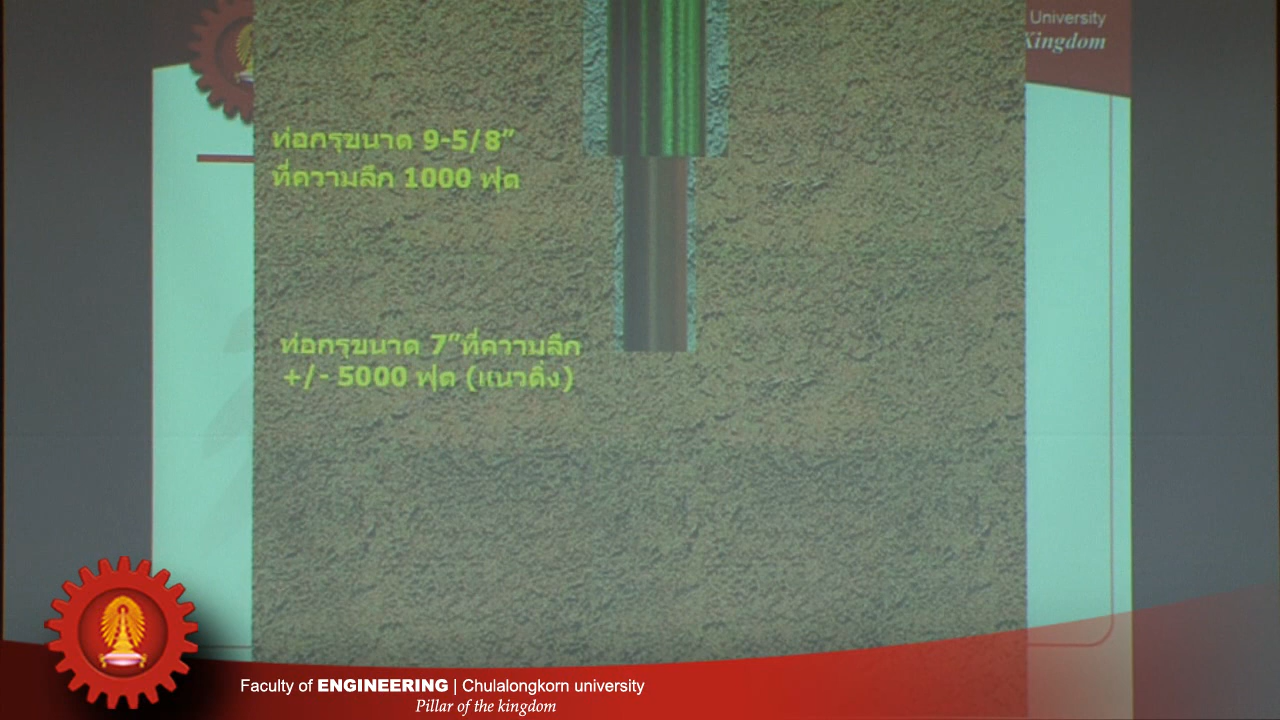 University
Kingdom
ท่อกรุขนาด 9-5/8”
ที่ความลึก 1000 ฟุต
ท่อกรุขนาด 7”ที่ความลึก
+/- 5000 ฟุต (แนวดิ่ง)
Faculty of ENGINEERING | Chulalongkorn university
Pillar of the kingdom